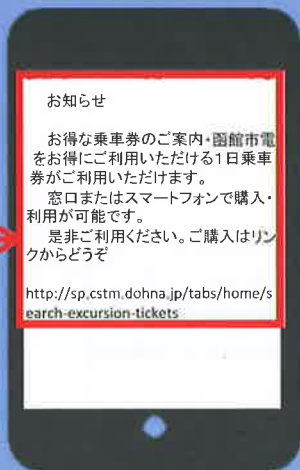 お知らせ
お得な乗車券のご案内・函館市電
をお得にご利用いただける1日乗車
券がご利用いただけます。
窓口またはスマートフォンで購入・
利用が可能です。
是非ご利用ください。ご購入はリン
クからどうぞ
http://sp.cstm.dohna.jp/tabs/home/s
earch-excursion-tickets